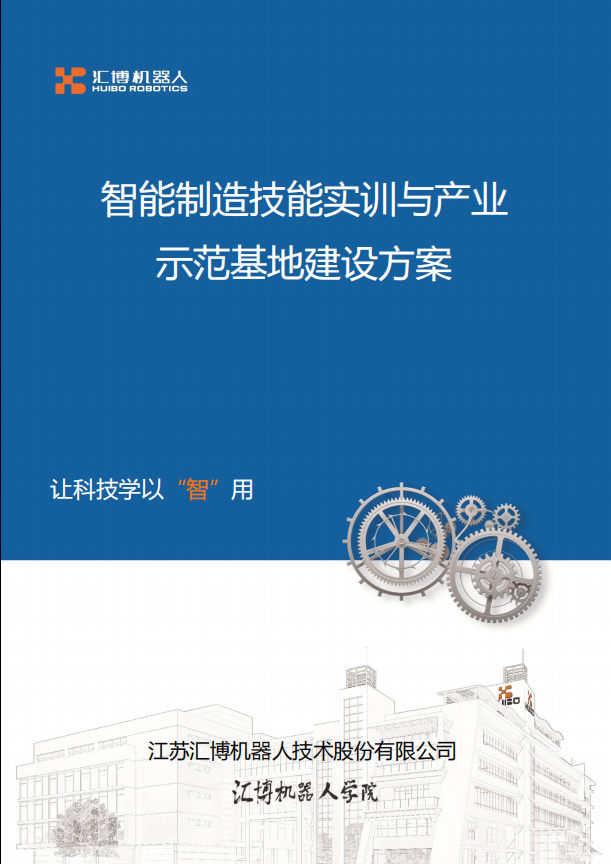 汇博机器人
HUIBO ROBOTICS
智能制造技能实训与产业
示范基地建设方案
让科技学以“智”用
江苏汇博机器人技术股份有限公司
汇博机器人学院